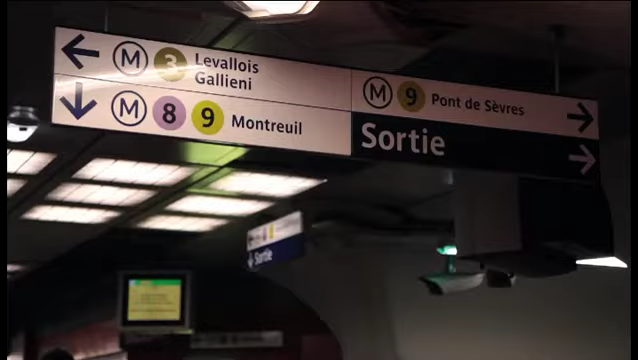 M 3 Levallois
Gallieni
M 8 9 Montreuil
M 9 Pont de Sèvres
Sortie
Sortie